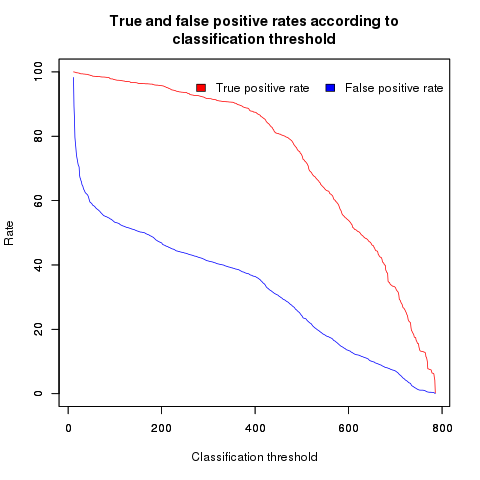 True and false positive rates according to
classification threshold
True positive rate
False positive rate
Rate
100
80
60
40
20
0
0 200 400 600 800
Classification threshold